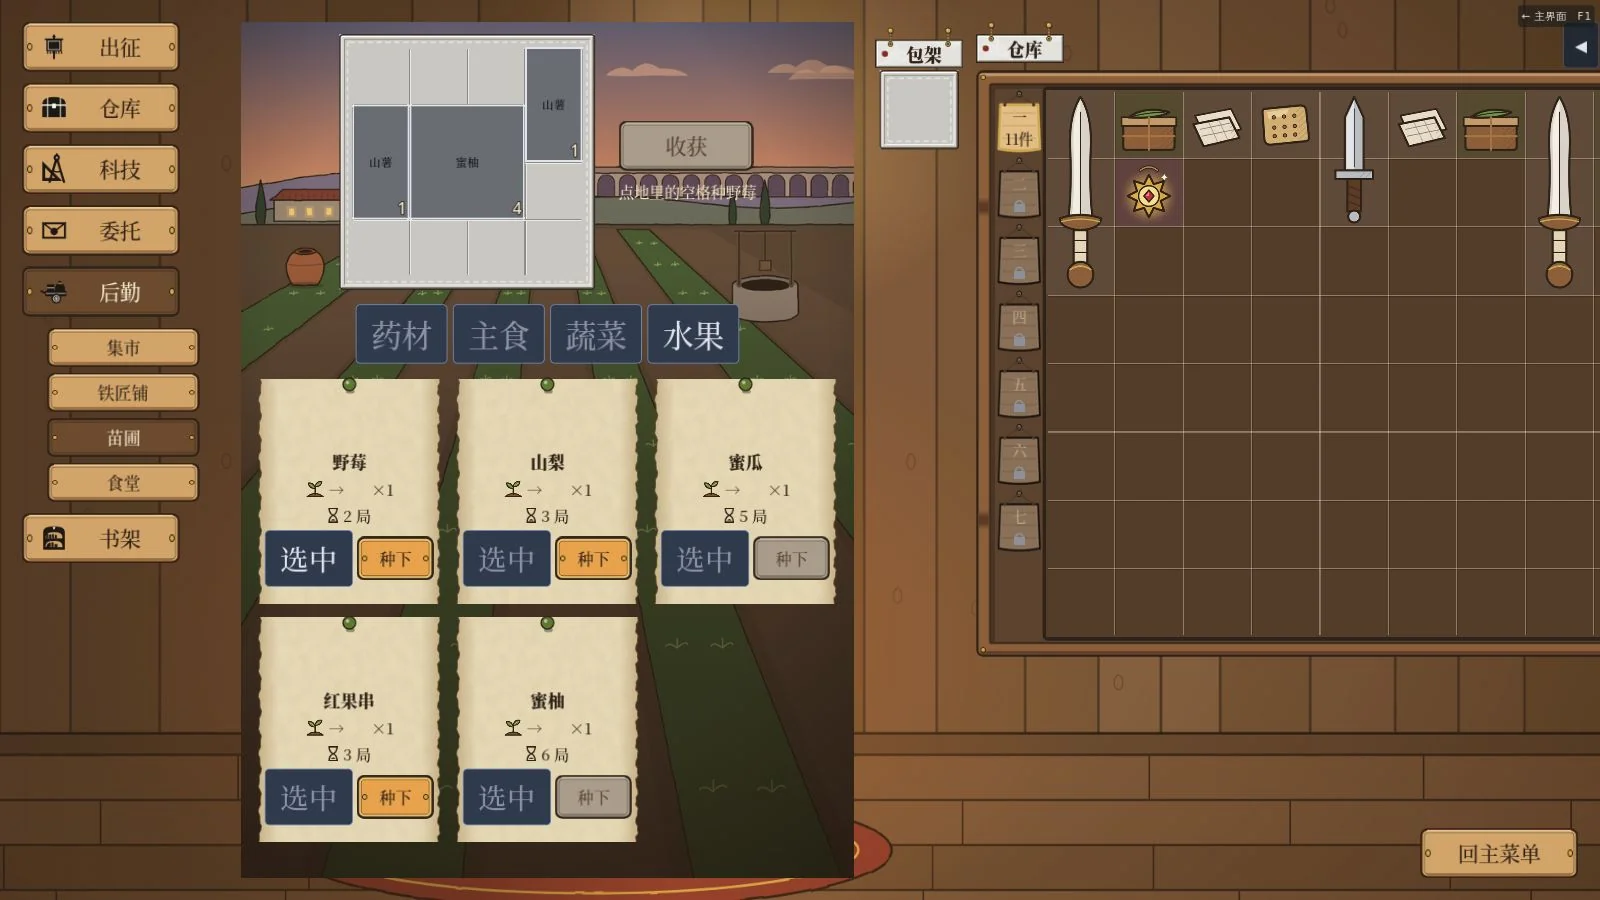 出征
仓库
科技
委托
后勤
集市
铁匠铺
苗圃
食堂
书架
山薯
1
蜜柚
4
山薯
1
收获
点地里的空格种野莓
药材
主食
蔬菜
水果
野莓
→ ×1
2 局
选中
种下
山梨
→ ×1
3 局
选中
种下
蜜瓜
→ ×1
5 局
选中
种下
红果串
→ ×1
3 局
选中
种下
蜜柚
→ ×1
6 局
选中
种下
包架
仓库
一
11件
二
三
四
五
六
七
← 主界面 F1
回主菜单